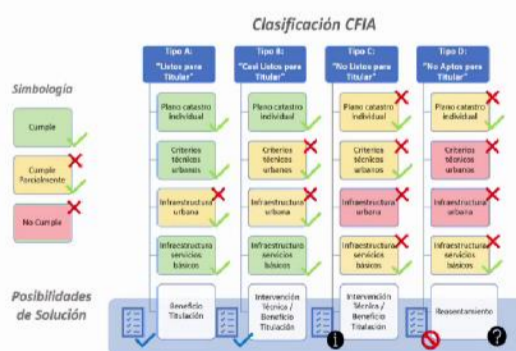 Clasificación CFIA
Simbología
Cumple
Cumple
Parcialmente
No Cumple
Tipo A:
"Listos para
Titular"
Tipo B:
"Casi Listos para
Titular"
Tipo C:
"No Listos para
Titular"
Tipo D:
"No Aptos para
Titular"
Plano catastro
individual
Plano catastro
individual
Plano catastro
individual
Plano catastro
individual
Criterios
técnicos
urbanos
Criterios
técnicos
urbanos
Criterios
técnicos
urbanos
Criterios
técnicos
urbanos
Infraestructura
urbana
Infraestructura
urbana
Infraestructura
urbana
Infraestructura
urbana
Infraestructura
servicios
básicos
Infraestructura
servicios
básicos
Infraestructura
servicios
básicos
Infraestructura
servicios
básicos
Posibilidades
de Solución
Beneficio
Titulación
Intervención
Técnica /
Beneficio
Titulación
Intervención
Técnica /
Beneficio
Titulación
Reasentamiento
i
?